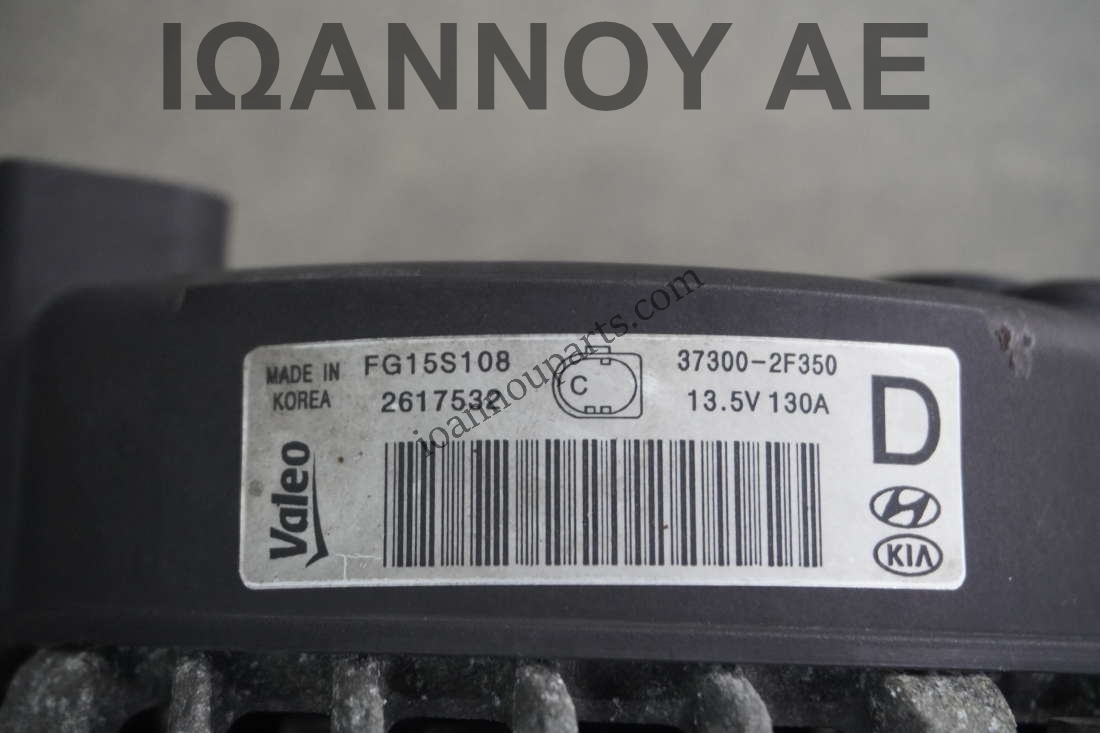 ΙΩΑΝΝΟΥ ΑΕ
MADE IN KOREA
FG15S108
2617532
C
37300-2F350
13.5V 130A
D
Valeo
KIA
ioannouparts.com